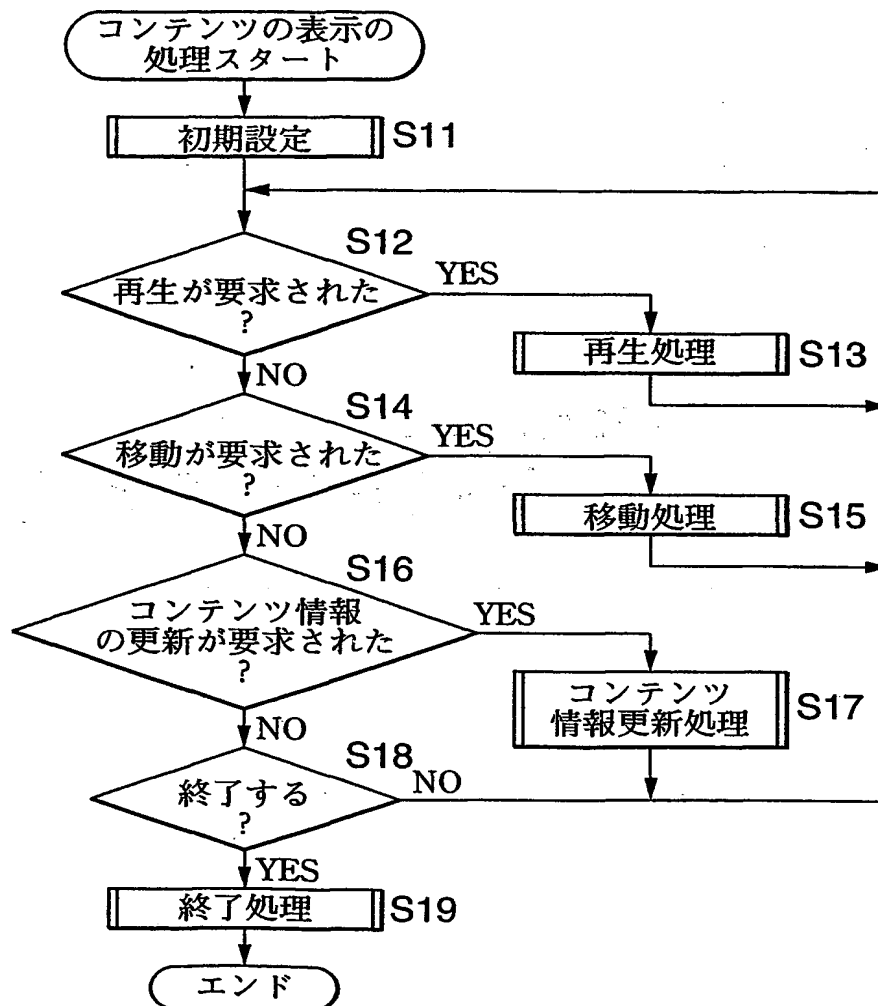 コンテンツの表示の
処理スタート
初期設定
S11
S12
再生が要求された
?
YES
再生処理
S13
NO
S14
移動が要求された
?
YES
移動処理
S15
NO
S16
コンテンツ情報
の更新が要求された
?
YES
コンテンツ
情報更新処理
S17
NO
S18
終了する
?
NO
YES
終了処理
S19
エンド